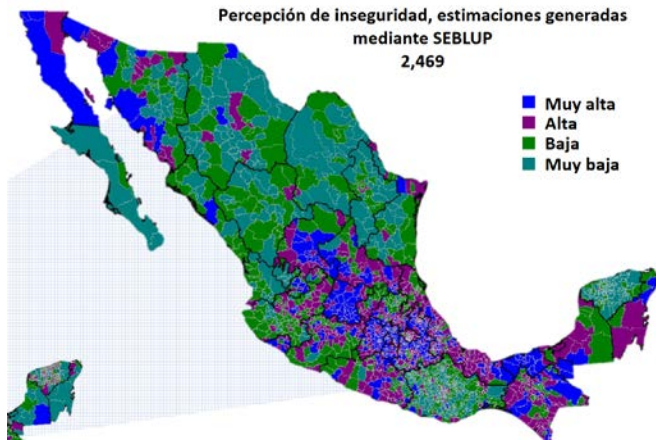 Percepción de inseguridad, estimaciones generadas
mediante SEBLUP
2,469
Muy alta
Alta
Baja
Muy baja